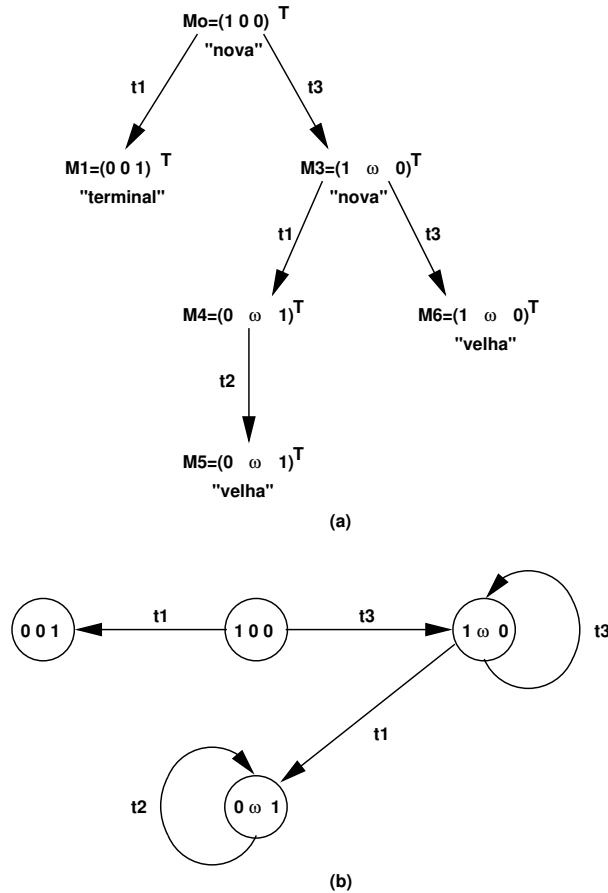 Mo=(1 0 0) T
"nova"
t1
t3
M1=(0 0 1) T
"terminal"
M3=(1 ω 0)T
"nova"
t1
t3
M4=(0 ω 1)T
M6=(1 ω 0)T
"velha"
t2
M5=(0 ω 1)T
"velha"
(a)
0 0 1
t1
1 0 0
t3
1 ω 0
t3
t1
t2
0 ω 1
(b)